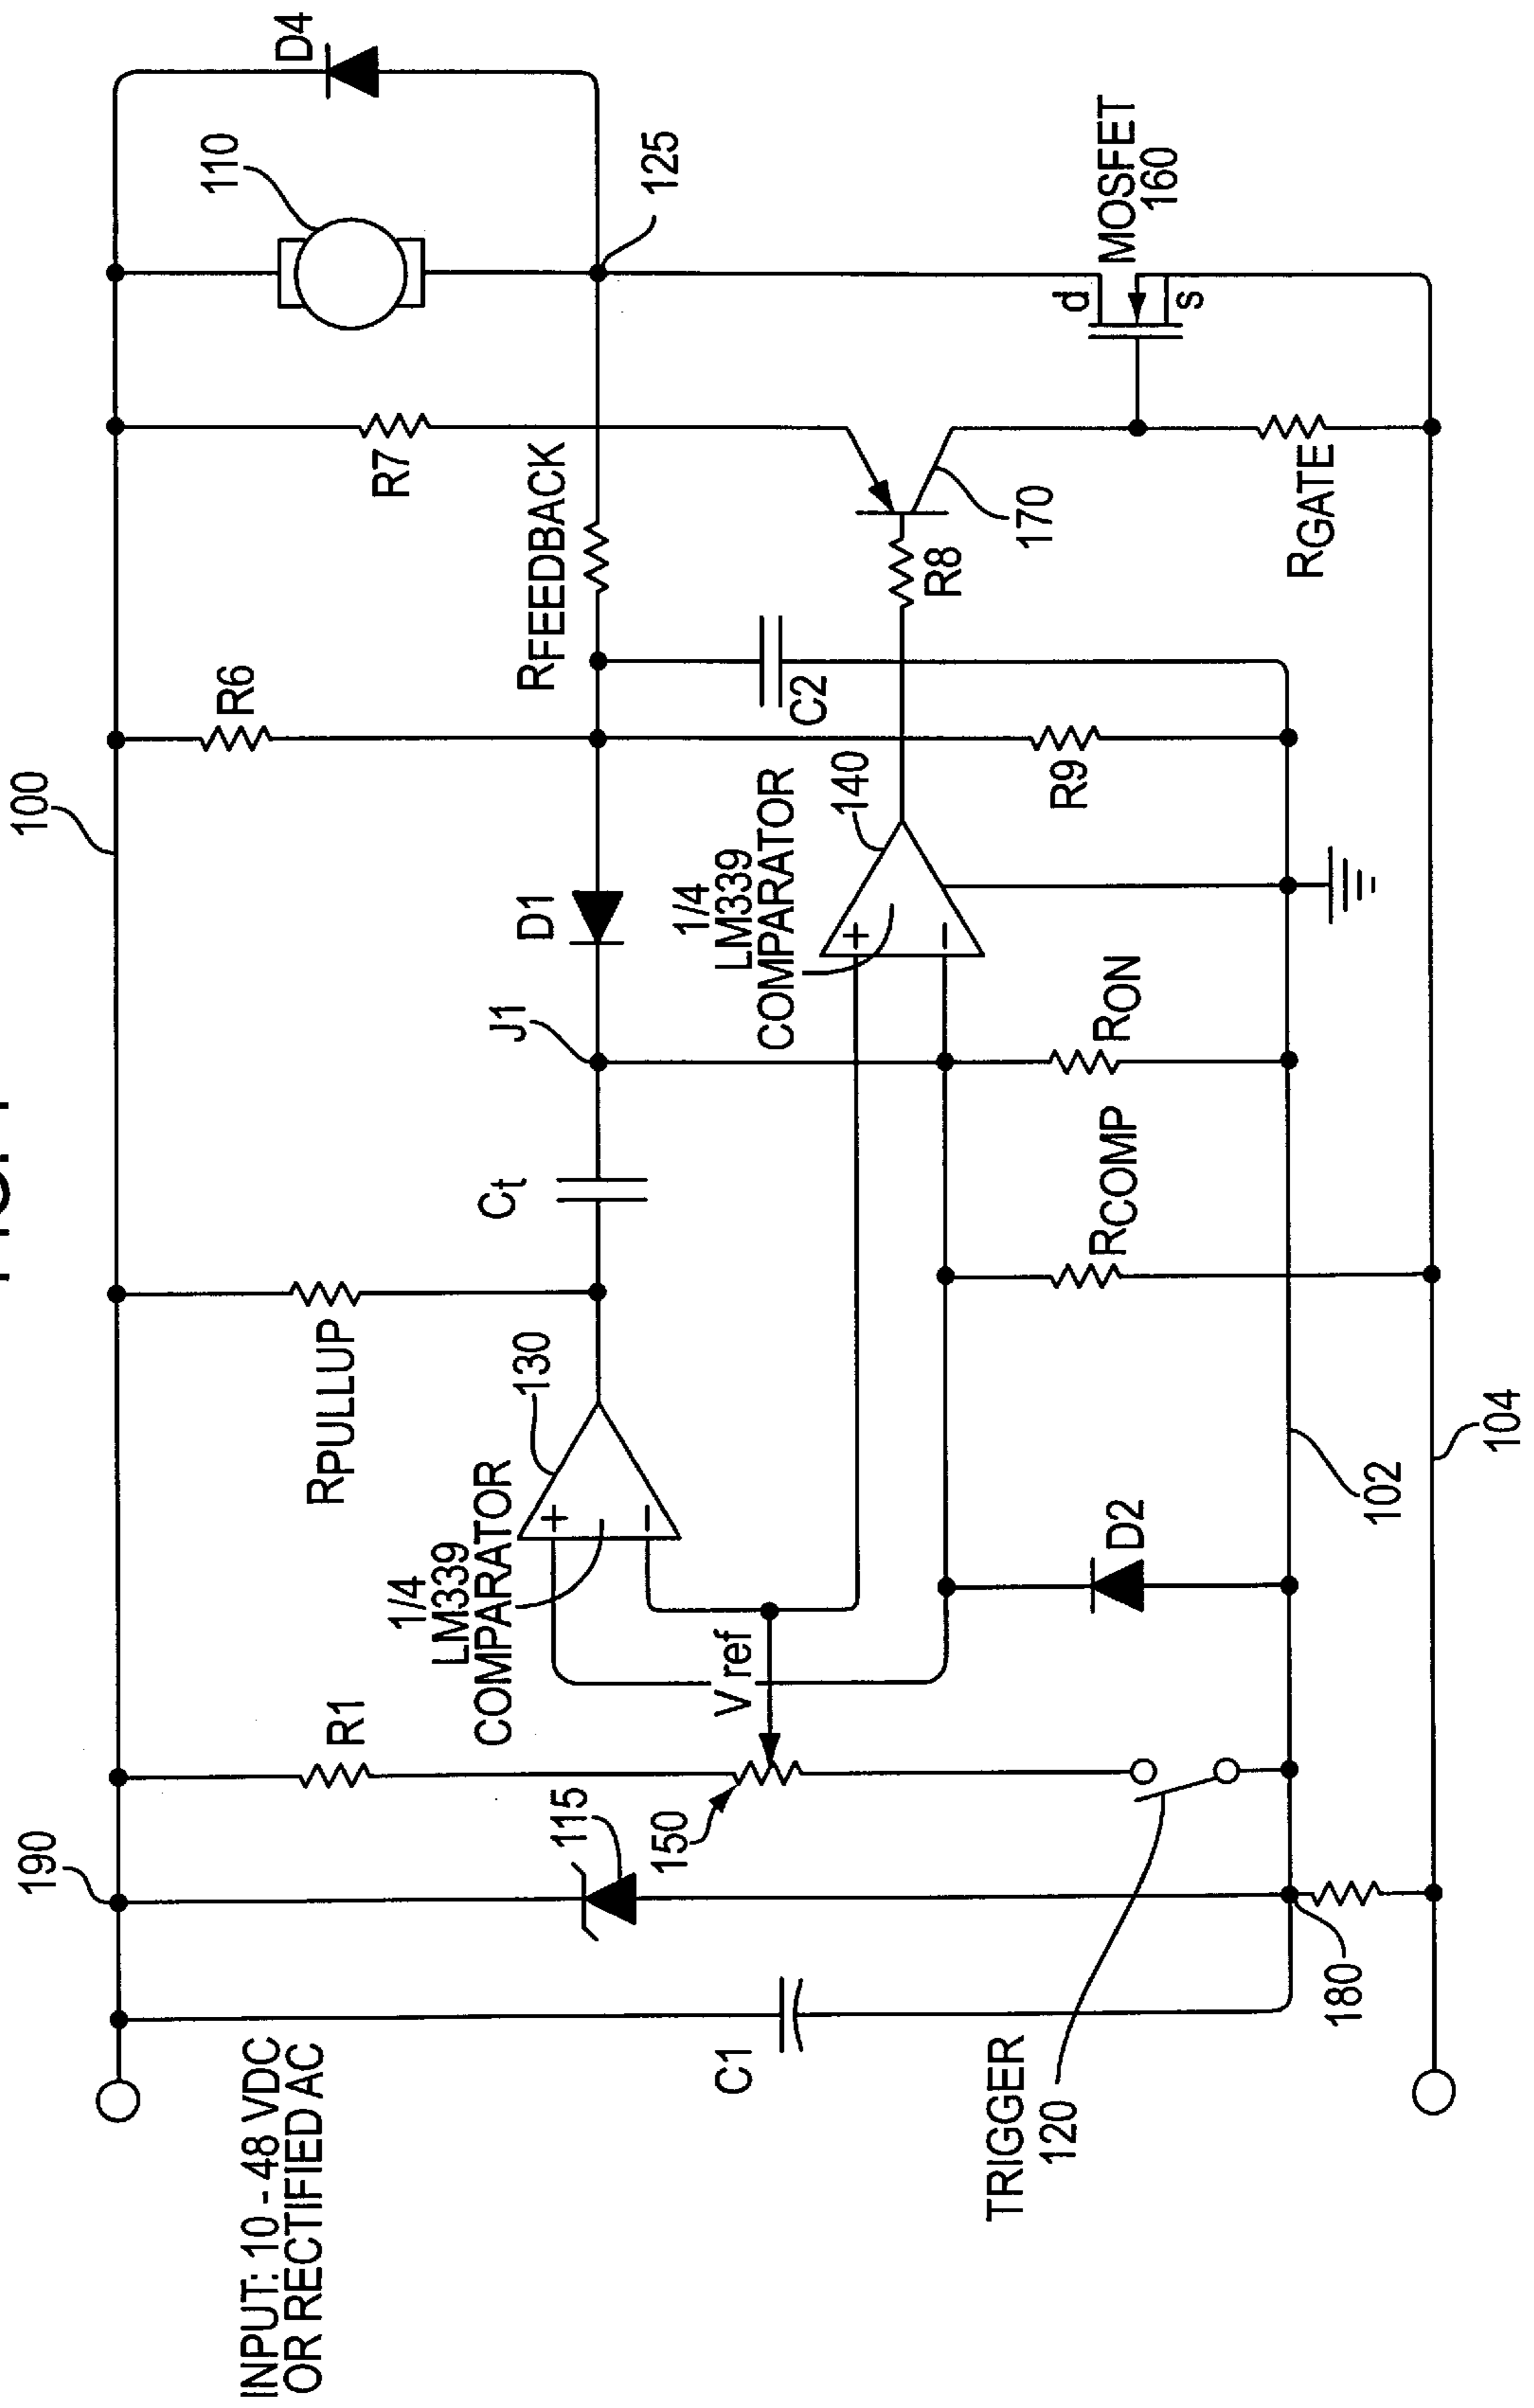 100
190
INPUT: 10 - 48 VDC
OR RECTIFIED AC
R1
RPULLUP
R6
R7
110
D4
115
150
1/4
LM339
COMPARATOR
130
Ct
J1
D1
RFEEDBACK
125
V ref
C1
1/4
LM339
COMPARATOR
140
C2
R8
170
MOSFET
160
d
s
TRIGGER
120
D2
RCOMP
RON
R9
RGATE
180
102
104